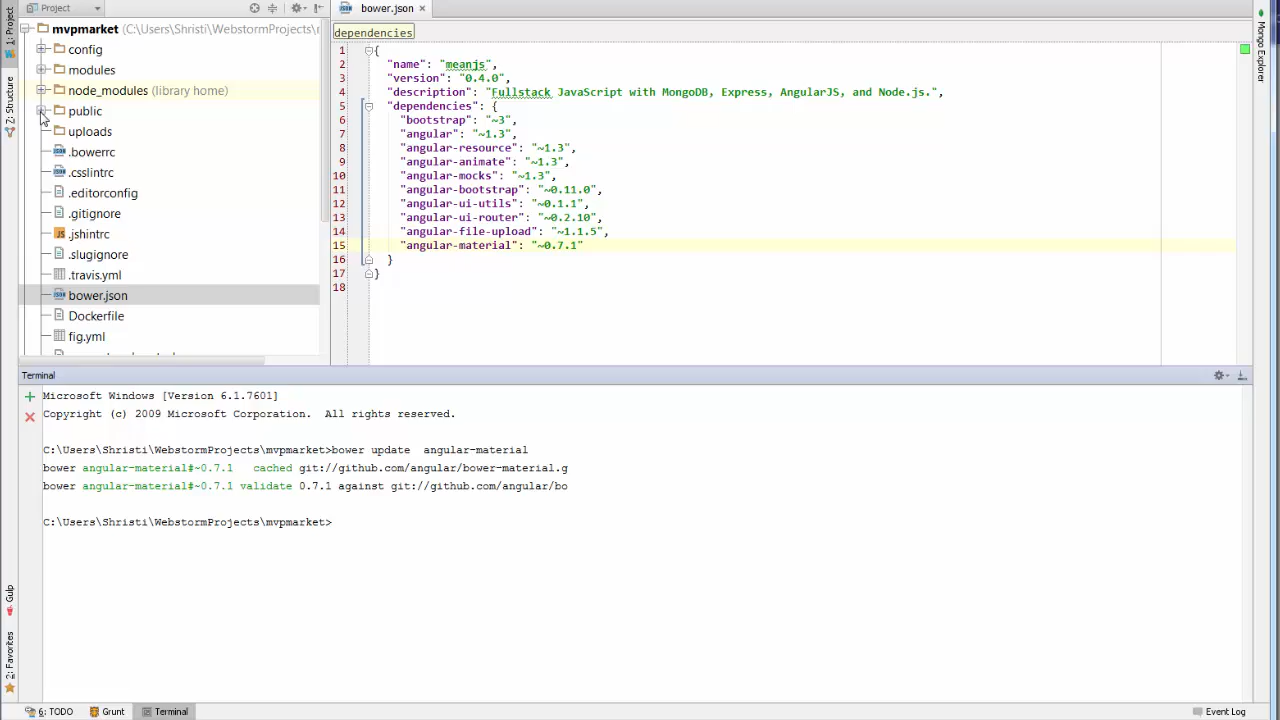 1: Project
Z: Structure
Gulp
2: Favorites
Project
mvpmarket (C:\Users\Shristi\WebstormProjects\
config
modules
node_modules (library home)
public
uploads
.bowerrc
.csslintrc
.editorconfig
.gitignore
.jshintrc
.slugignore
.travis.yml
bower.json
Dockerfile
fig.yml
bower.json
dependencies
1 {
2 "name": "meanjs",
3 "version": "0.4.0",
4 "description": "Fullstack JavaScript with MongoDB, Express, AngularJS, and Node.js.",
5 "dependencies": {
6 "bootstrap": "~3",
7 "angular": "~1.3",
8 "angular-resource": "~1.3",
9 "angular-animate": "~1.3",
10 "angular-mocks": "~1.3",
11 "angular-bootstrap": "~0.11.0",
12 "angular-ui-utils": "~0.1.1",
13 "angular-ui-router": "~0.2.10",
14 "angular-file-upload": "~1.1.5",
15 "angular-material": "~0.7.1"
16 }
17 }
18
Mongo Explorer
Terminal
Microsoft Windows [Version 6.1.7601]
Copyright (c) 2009 Microsoft Corporation. All rights reserved.
C:\Users\Shristi\WebstormProjects\mvpmarket>bower update angular-material
bower angular-material#~0.7.1 cached git://github.com/angular/bower-material.g
bower angular-material#~0.7.1 validate 0.7.1 against git://github.com/angular/bo
C:\Users\Shristi\WebstormProjects\mvpmarket>
6: TODO
Grunt
Terminal
Event Log